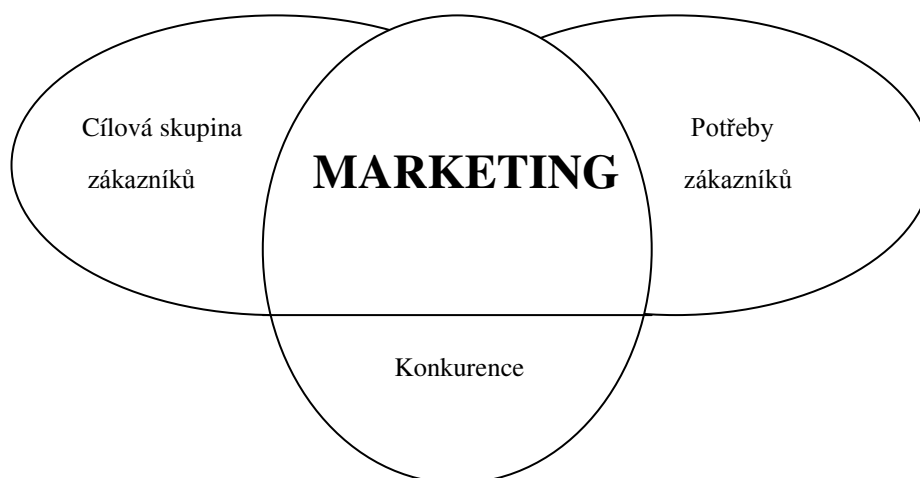 Cílová skupina
zákazníků
MARKETING
Potřeby
zákazníků
Konkurence